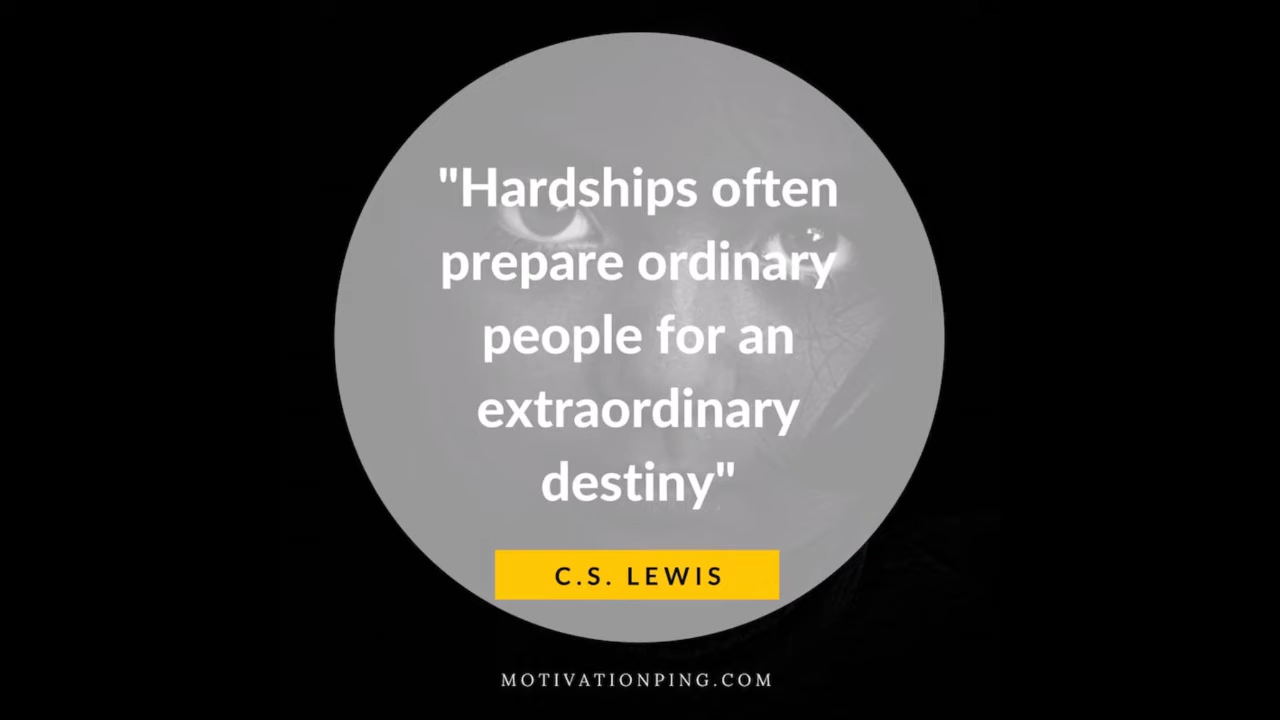 "Hardships often
prepare ordinary
people for an
extraordinary
destiny"
C.S. LEWIS
MOTIVATIONPING.COM